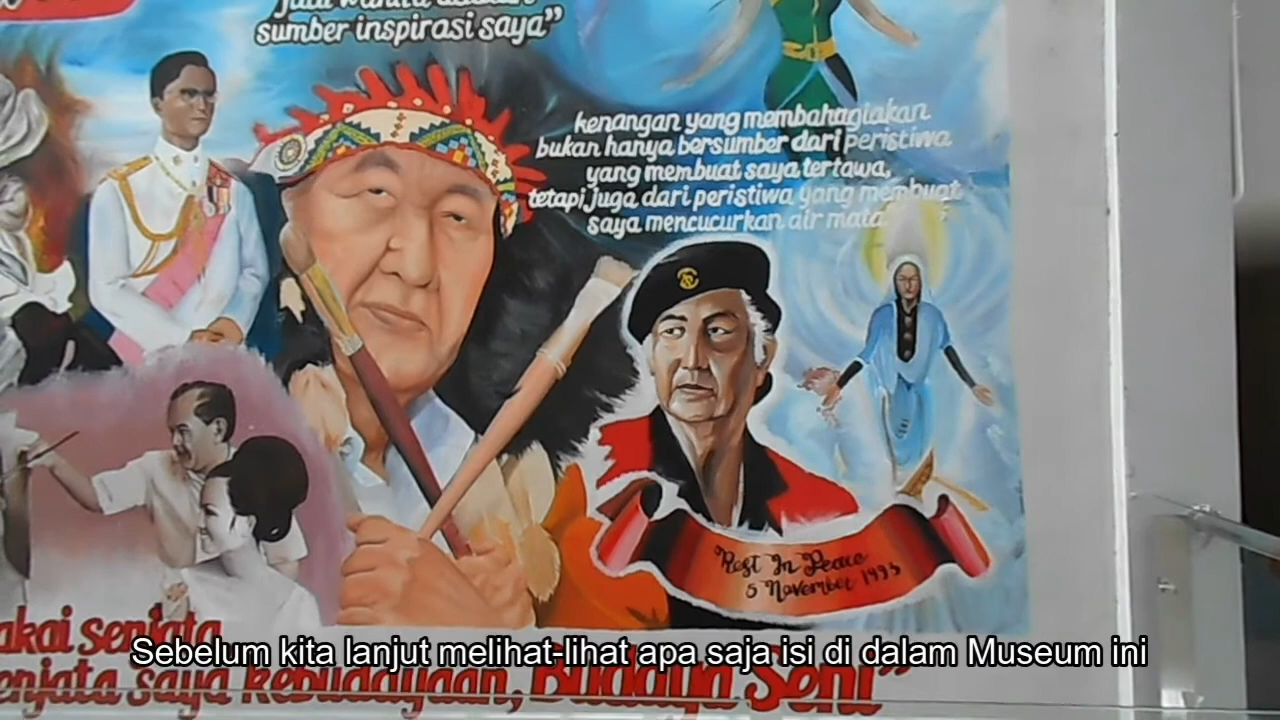 sumber inspirasi saya"
kenangan yang membahagiakan
bukan hanya bersumber dari peristiwa
yang membuat saya tertawa,
tetapi juga dari peristiwa yang membuat
saya mencucurkan air mata"
Rest In Peace
5 November 1995
akai senjata
enjata saya kebudayaan, Budaya Seni"
Sebelum kita lanjut melihat-lihat apa saja isi di dalam Museum ini